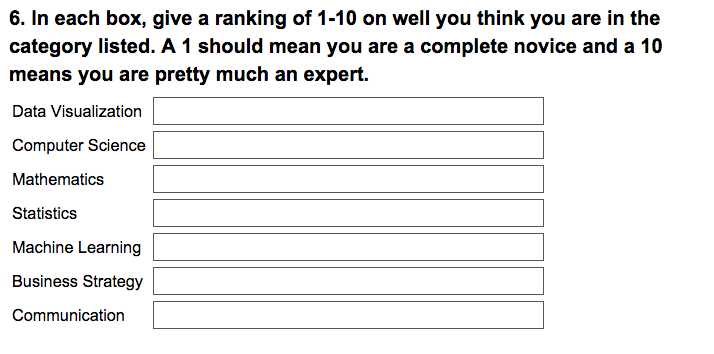 6. In each box, give a ranking of 1-10 on well you think you are in the
category listed. A 1 should mean you are a complete novice and a 10
means you are pretty much an expert.
Data Visualization
Computer Science
Mathematics
Statistics
Machine Learning
Business Strategy
Communication